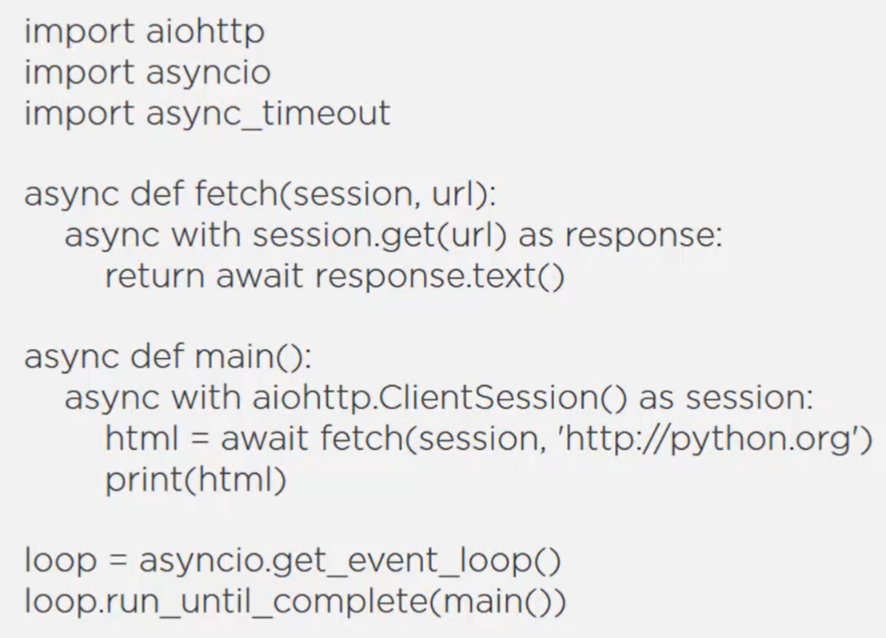 import aiohttp
import asyncio
import async_timeout

async def fetch(session, url):
    async with session.get(url) as response:
        return await response.text()

async def main():
    async with aiohttp.ClientSession() as session:
        html = await fetch(session, 'http://python.org')
        print(html)

loop = asyncio.get_event_loop()
loop.run_until_complete(main())